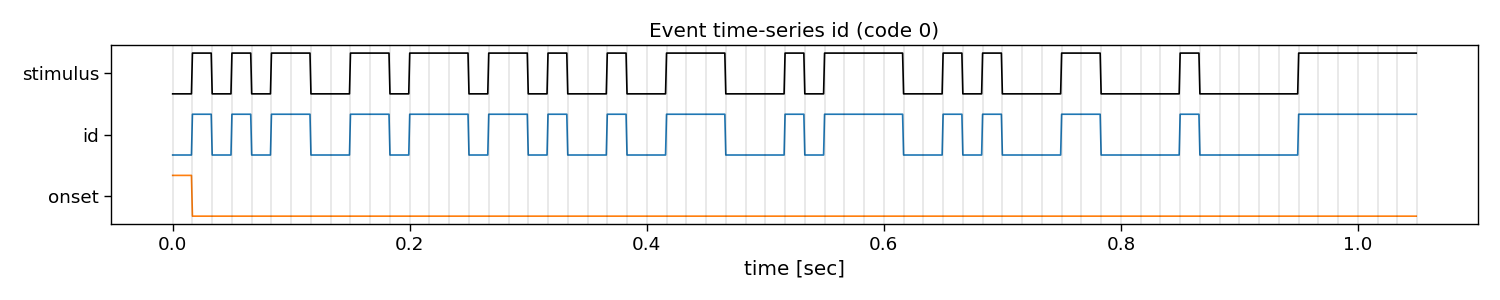 Event time-series id (code 0)
stimulus
id
onset
0.0 0.2 0.4 0.6 0.8 1.0
time [sec]